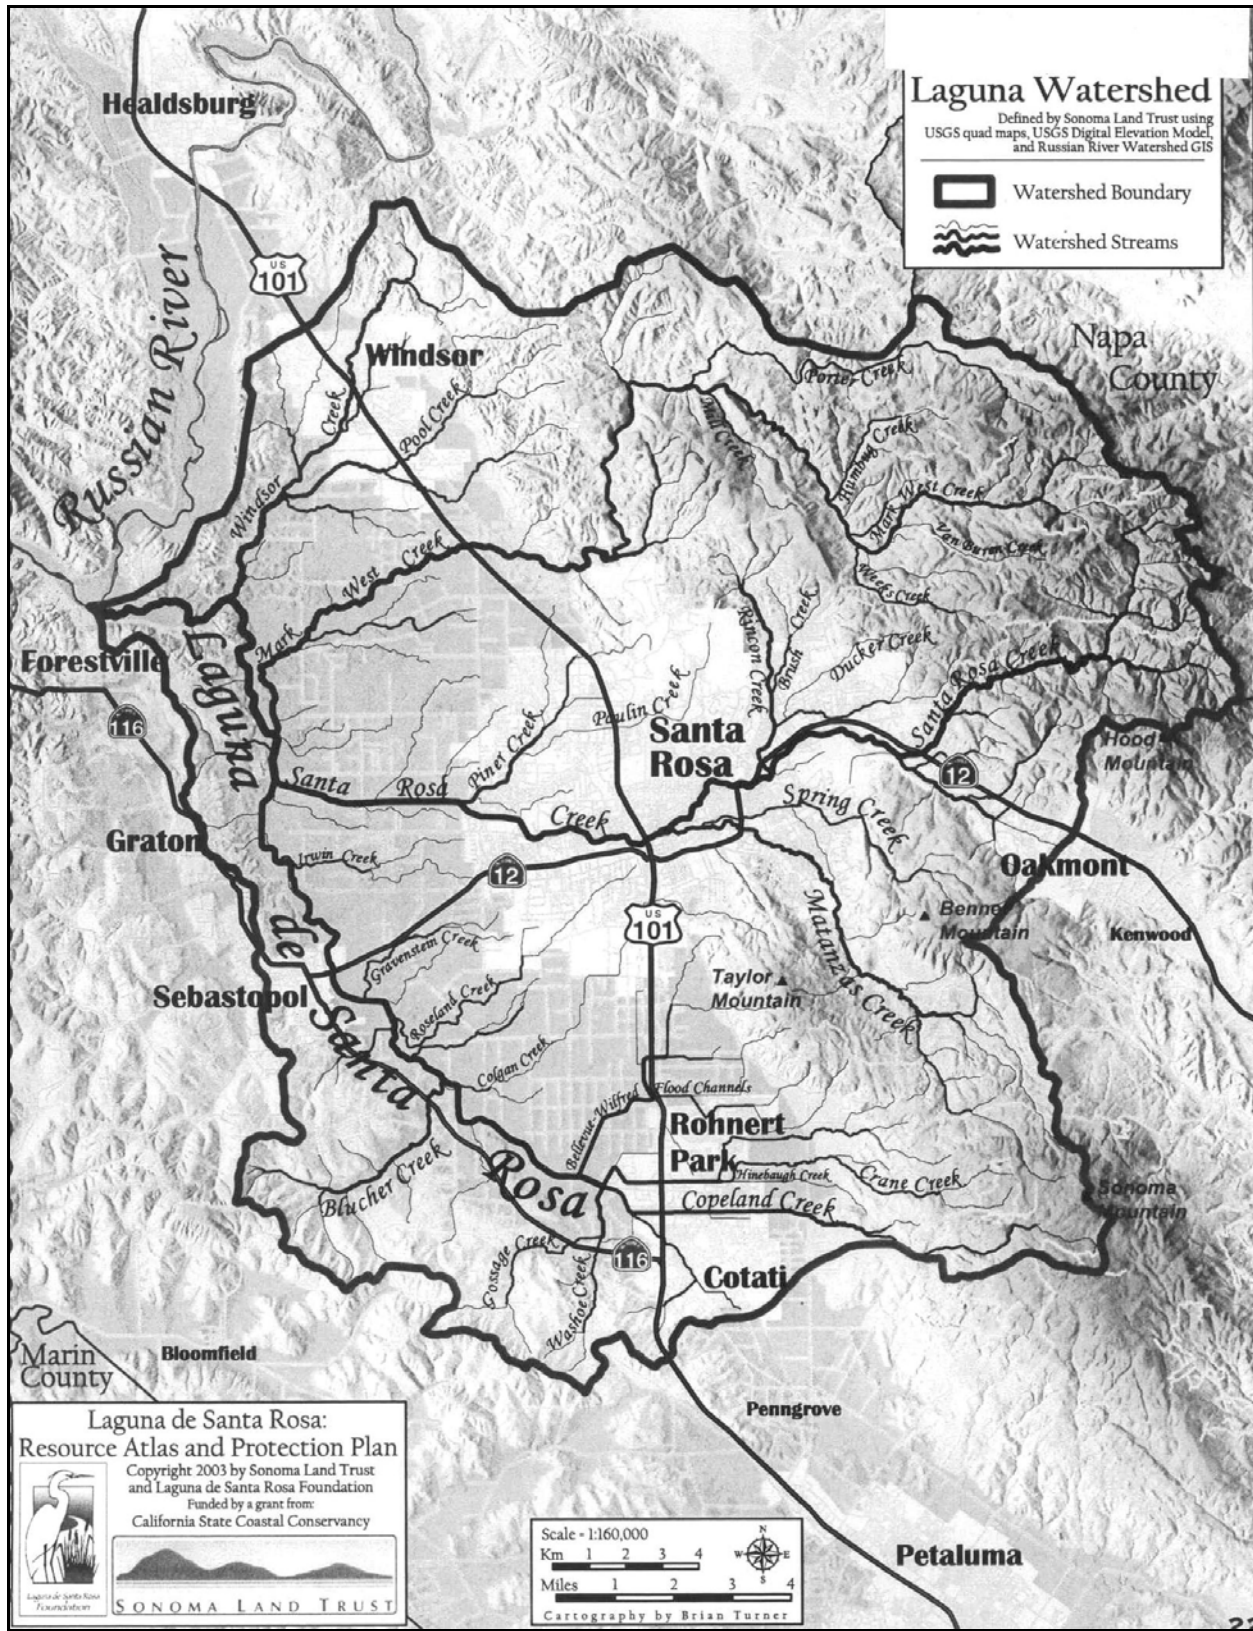 Healdsburg
Laguna Watershed
Defined by Sonoma Land Trust using
USGS quad maps, USGS Digital Elevation Model,
and Russian River Watershed GIS
Watershed Boundary
Watershed Streams
US
101
Russian River
Napa
County
Windsor
Porter Creek
Windsor Creek
Pool Creek
Mill Creek
Humbug Creek
Mark West Creek
Van Buren Creek
Weeks Creek
Mark West Creek
Rincon Creek
Brush Creek
Ducker Creek
Santa Rosa Creek
Forestville
116
Laguna de Santa Rosa
Paulin Creek
Piner Creek
Santa
Rosa
Hood
Mountain
12
Santa Rosa Creek
Spring Creek
Graton
Irwin Creek
12
Oakmont
Matanzas Creek
US
101
Benne
Mountain
Kenwood
Gravenstein Creek
Taylor
Mountain
Sebastopol
Roseland Creek
Colgan Creek
Bellevue-Wilfred
Flood Channels
Rohnert
Park
Hinebaugh Creek
Crane Creek
Copeland Creek
Sonoma
Mountain
Blucher Creek
Gossage Creek
Washoe Creek
116
Cotati
Marin
County
Bloomfield
Penngrove
Petaluma
Laguna de Santa Rosa:
Resource Atlas and Protection Plan
Copyright 2003 by Sonoma Land Trust
and Laguna de Santa Rosa Foundation
Funded by a grant from:
California State Coastal Conservancy
Laguna de Santa Rosa
Foundation
SONOMA LAND TRUST
Scale - 1:160,000
Km 1 2 3 4
Miles 1 2 3 4
N
W E
S
Cartography by Brian Turner